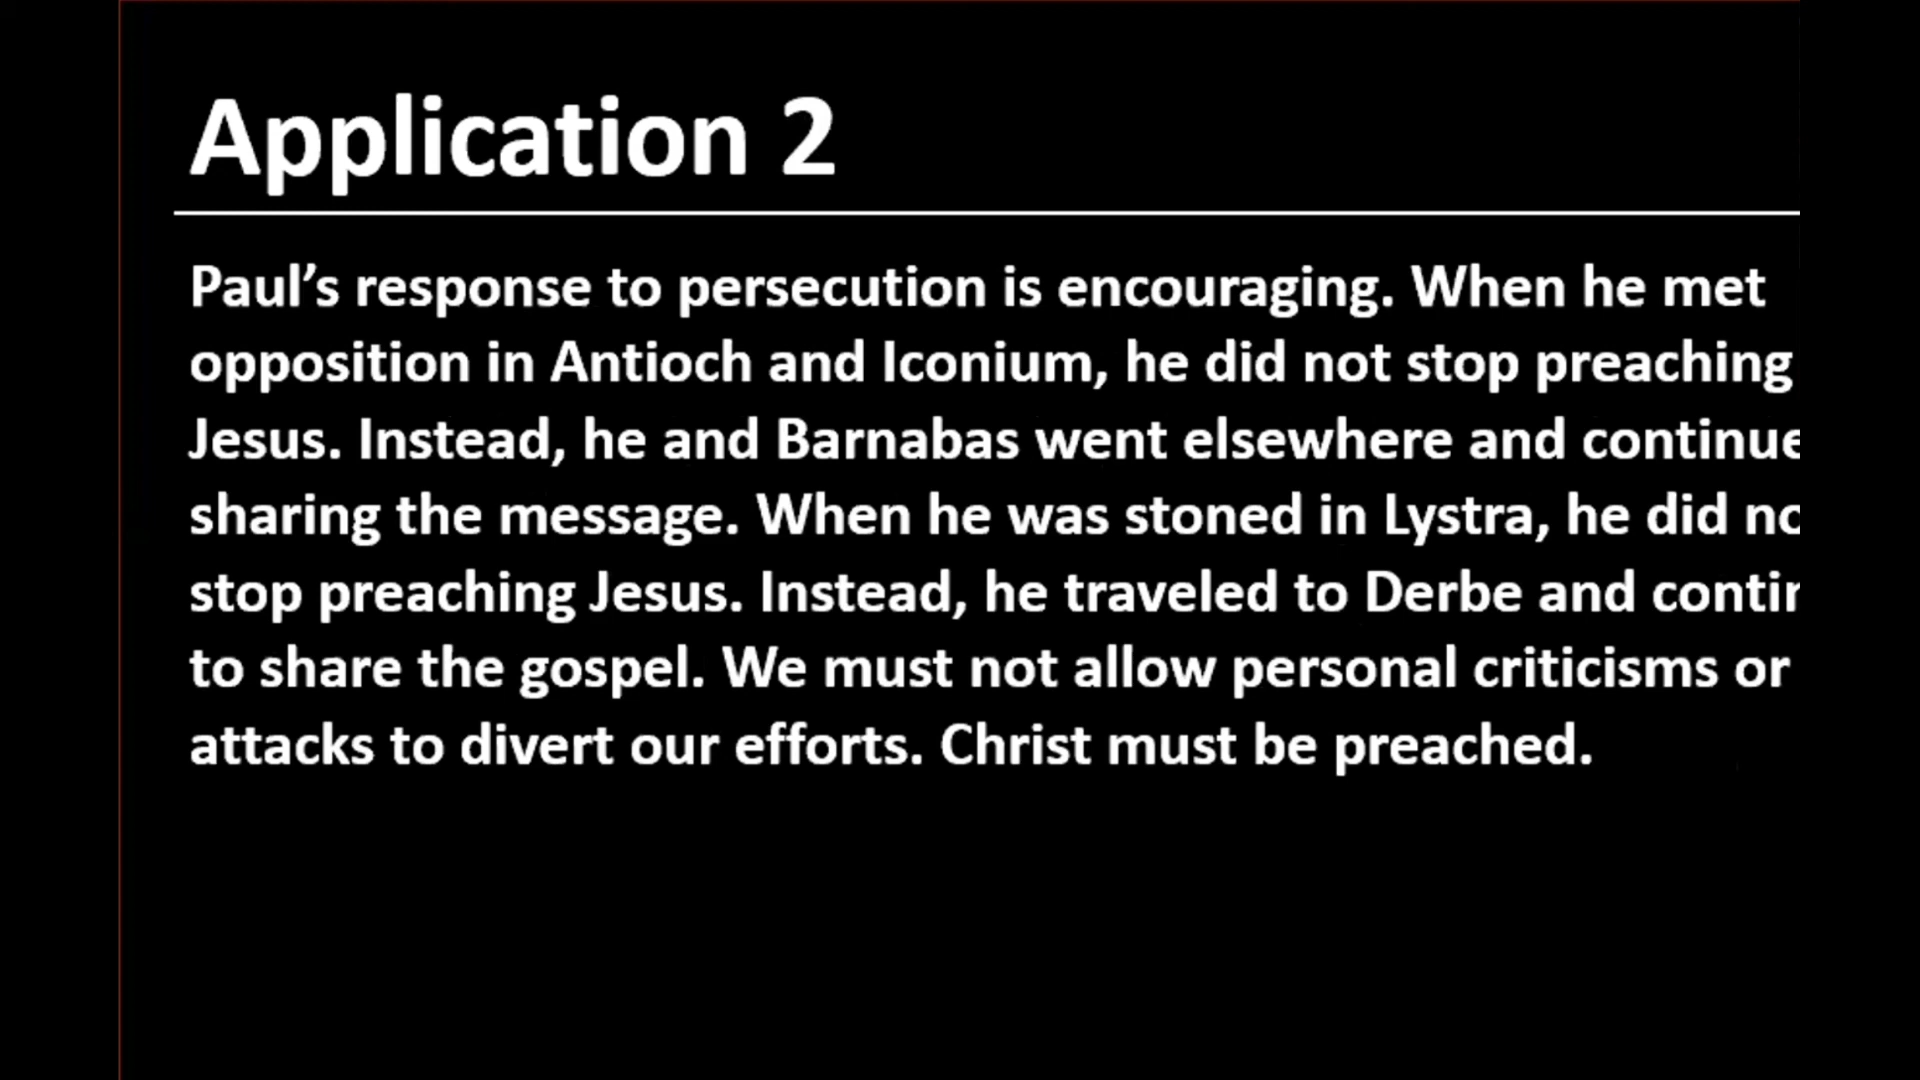 Application 2
Paul’s response to persecution is encouraging. When he met
opposition in Antioch and Iconium, he did not stop preaching
Jesus. Instead, he and Barnabas went elsewhere and continue
sharing the message. When he was stoned in Lystra, he did
stop preaching Jesus. Instead, he traveled to Derbe and
to share the gospel. We must not allow personal criticisms or
attacks to divert our efforts. Christ must be preached.